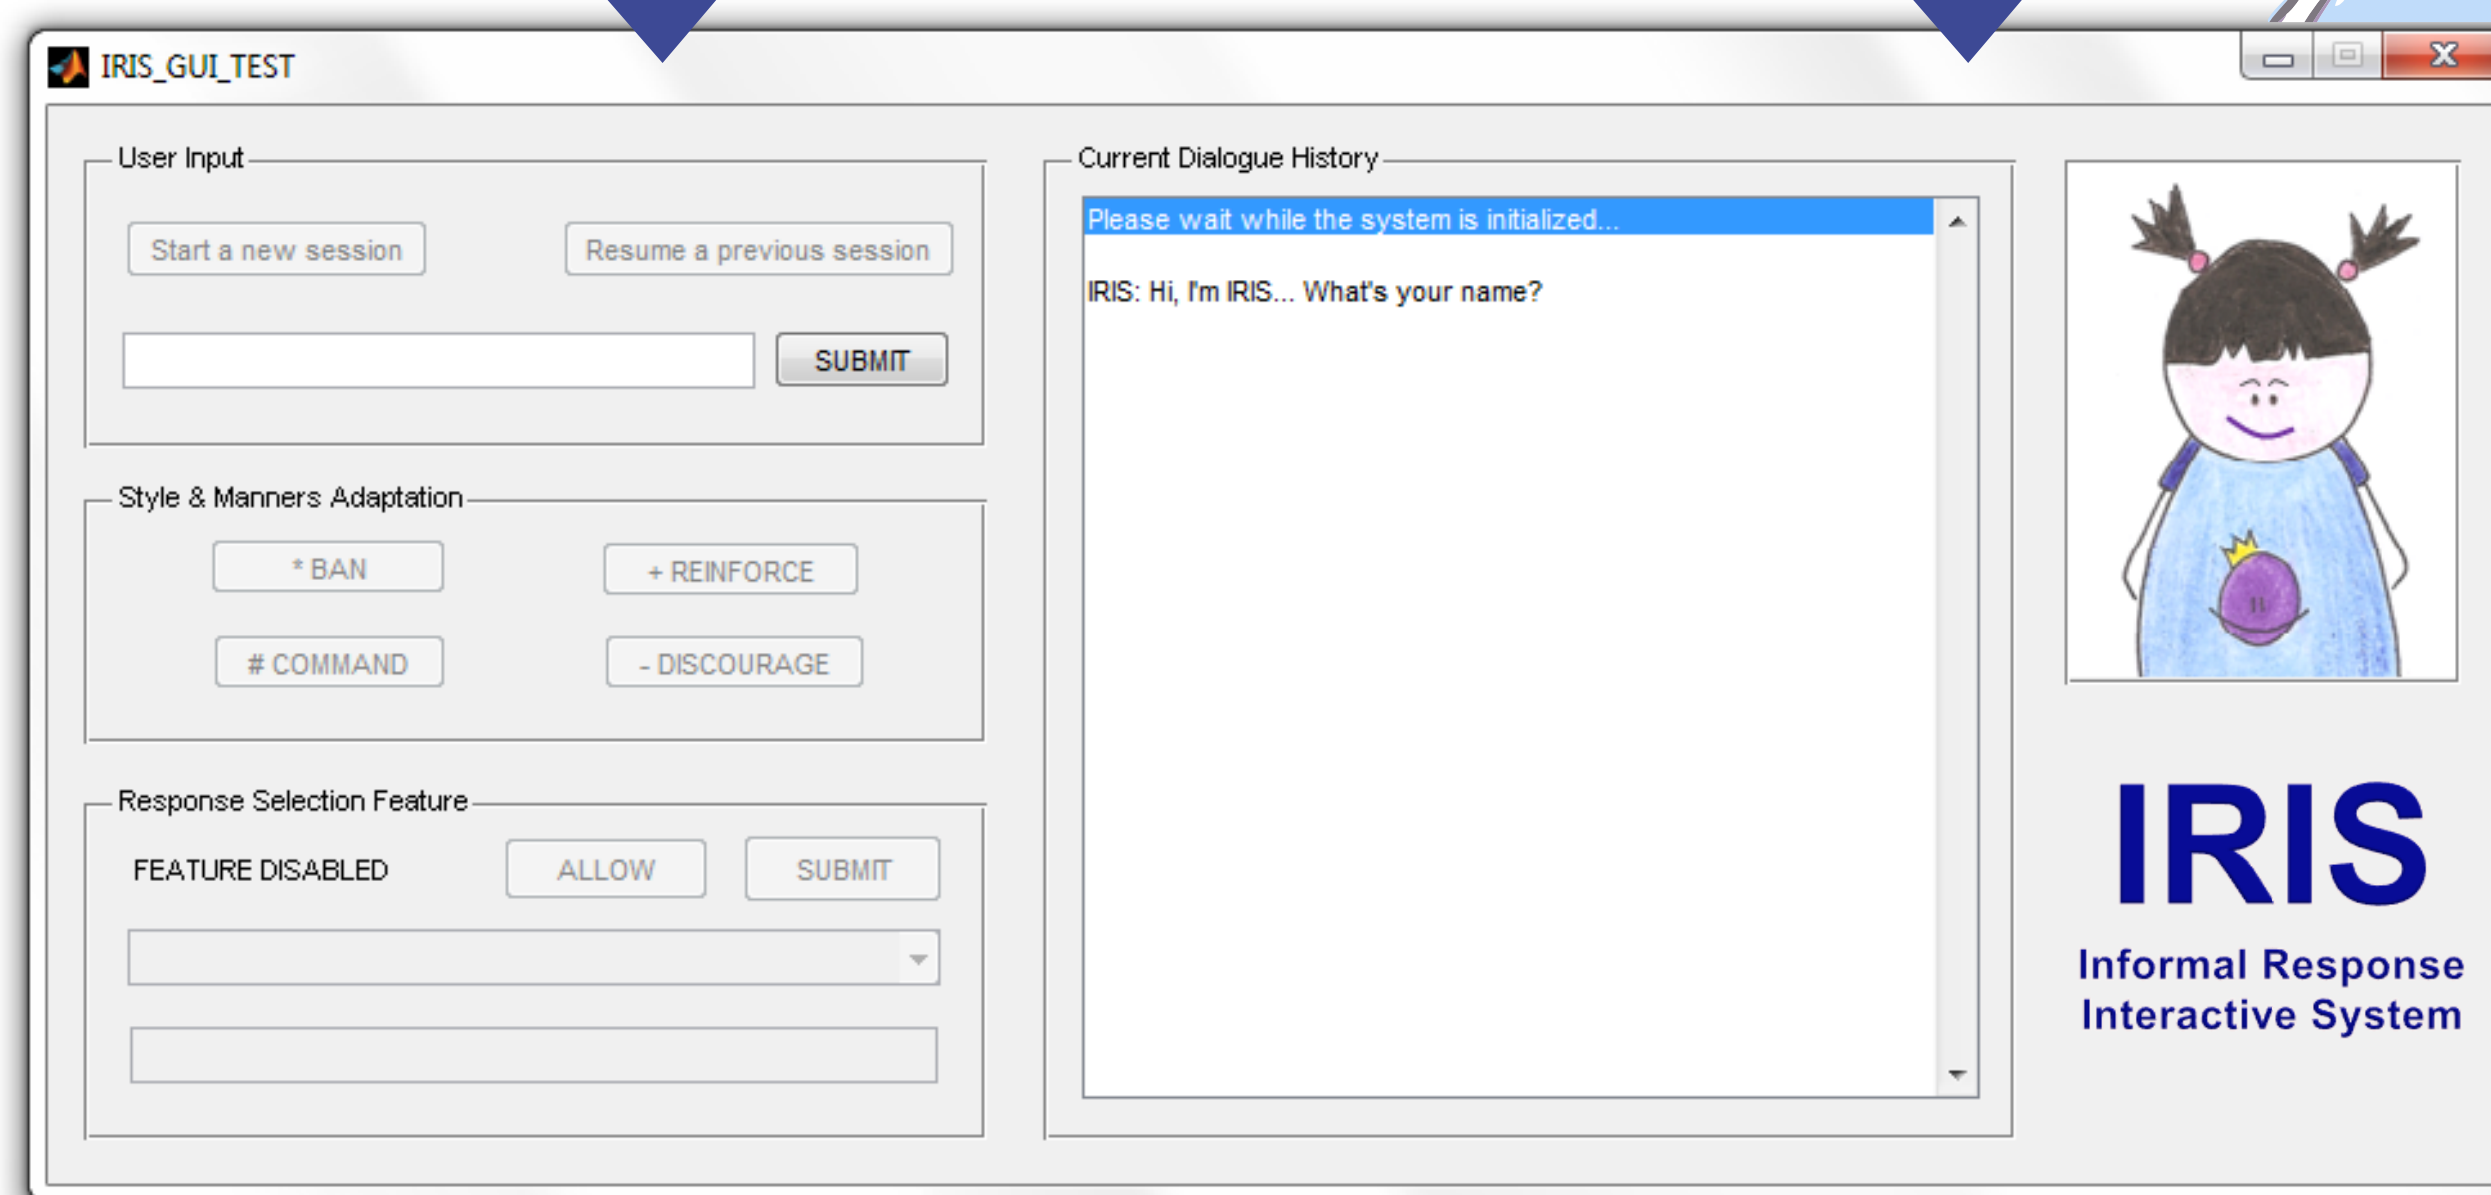 IRIS_GUI_TEST
User Input
Start a new session
Resume a previous session
SUBMIT
Style & Manners Adaptation
* BAN
+ REINFORCE
# COMMAND
- DISCOURAGE
Response Selection Feature
FEATURE DISABLED
ALLOW
SUBMIT
Current Dialogue History
Please wait while the system is initialized...
IRIS: Hi, I'm IRIS... What's your name?
IRIS
Informal Response
Interactive System